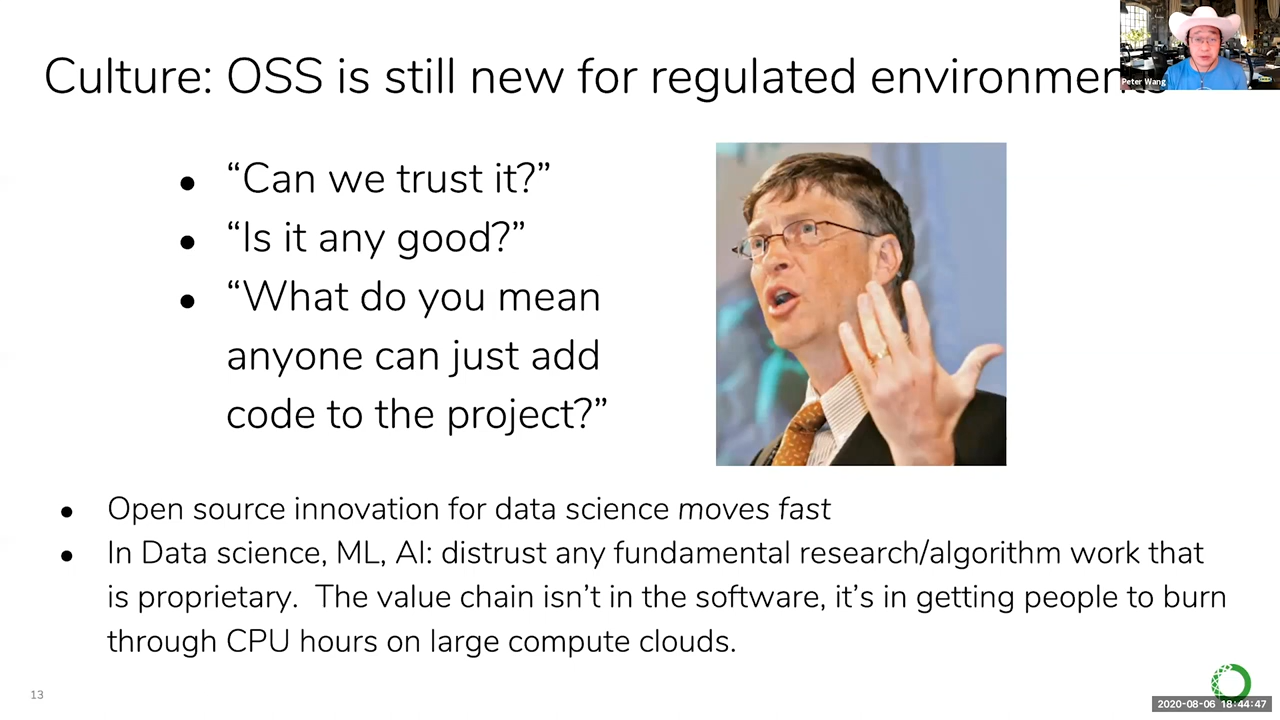 Culture: OSS is still new for regulated environments
Peter Wang
● “Can we trust it?”
● “Is it any good?”
● “What do you mean
anyone can just add
code to the project?”
● Open source innovation for data science moves fast
● In Data science, ML, AI: distrust any fundamental research/algorithm work that
is proprietary.  The value chain isn’t in the software, it’s in getting people to burn
through CPU hours on large compute clouds.
13
2020-08-06 18:44:47